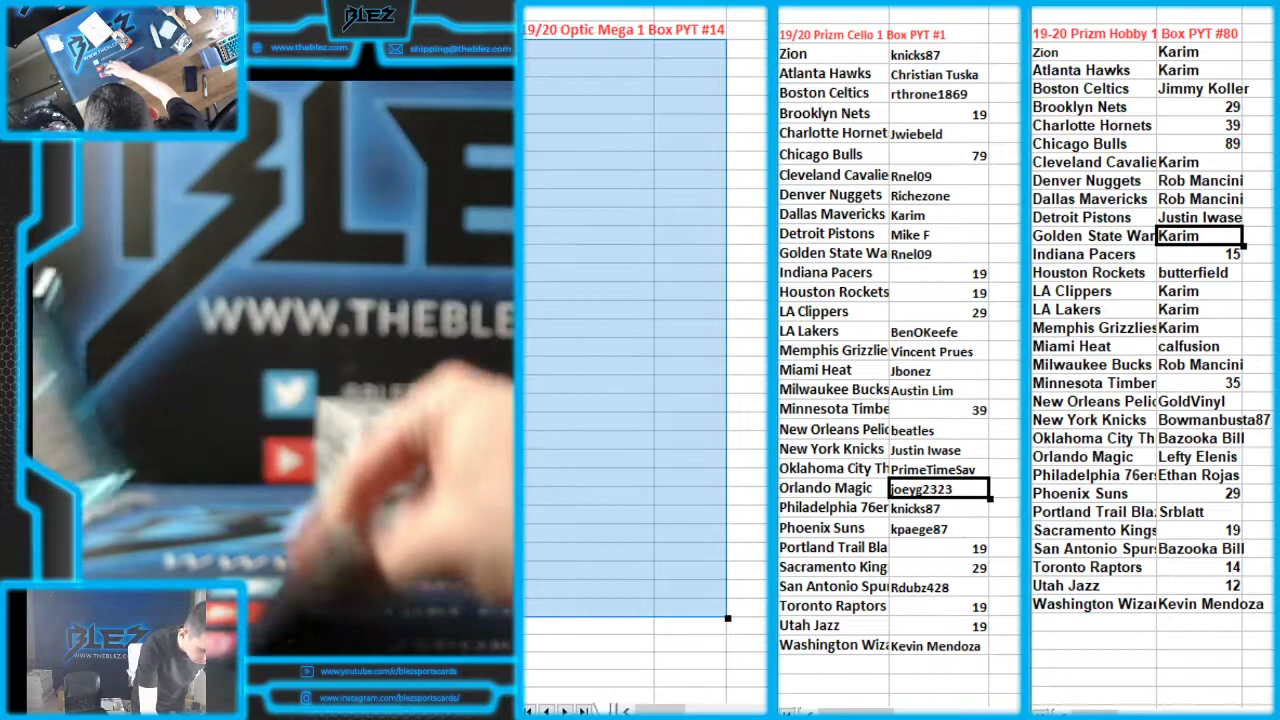 BLEZ
www.theblez.com
shipping@theblez.com
BLE
WWW.THEBLE
BLEZ
www.youtube.com/c/blezsportscards
www.instagram.com/blezsportscards/
19/20 Optic Mega 1 Box PYT #14
19/20 Prizm Cello 1 Box PYT #1
Zion knicks87
Atlanta Hawks Christian Tuska
Boston Celtics rthrone1869
Brooklyn Nets 19
Charlotte Hornet Jwiebeld
Chicago Bulls 79
Cleveland Cavalie Rnel09
Denver Nuggets Richezone
Dallas Mavericks Karim
Detroit Pistons Mike F
Golden State Wa Rnel09
Indiana Pacers 19
Houston Rockets 19
LA Clippers 29
LA Lakers BenOKeefe
Memphis Grizzlie Vincent Prues
Miami Heat Jbonez
Milwaukee Bucks Austin Lim
Minnesota Timbe 39
New Orleans Pelic beatles
New York Knicks Justin Iwase
Oklahoma City Th PrimeTimeSav
Orlando Magic joeyg2323
Philadelphia 76er knicks87
Phoenix Suns kpaege87
Portland Trail Bla 19
Sacramento King 29
San Antonio Spu Rdubz428
Toronto Raptors 19
Utah Jazz 19
Washington Wiza Kevin Mendoza
19-20 Prizm Hobby 1 Box PYT #80
Zion Karim
Atlanta Hawks Karim
Boston Celtics Jimmy Koller
Brooklyn Nets 29
Charlotte Hornets 39
Chicago Bulls 89
Cleveland Cavalie Karim
Denver Nuggets Rob Mancini
Dallas Mavericks Rob Mancini
Detroit Pistons Justin Iwase
Golden State War Karim
Indiana Pacers 15
Houston Rockets butterfield
LA Clippers Karim
LA Lakers Karim
Memphis Grizzlies Karim
Miami Heat calfusion
Milwaukee Bucks Rob Mancini
Minnesota Timber 35
New Orleans Pelic GoldVinyl
New York Knicks Bowmanbusta87
Oklahoma City Th Bazooka Bill
Orlando Magic Lefty Elenis
Philadelphia 76ers Ethan Rojas
Phoenix Suns 29
Portland Trail Bla Srblatt
Sacramento Kings 19
San Antonio Spurs Bazooka Bill
Toronto Raptors 14
Utah Jazz 12
Washington Wizar Kevin Mendoza